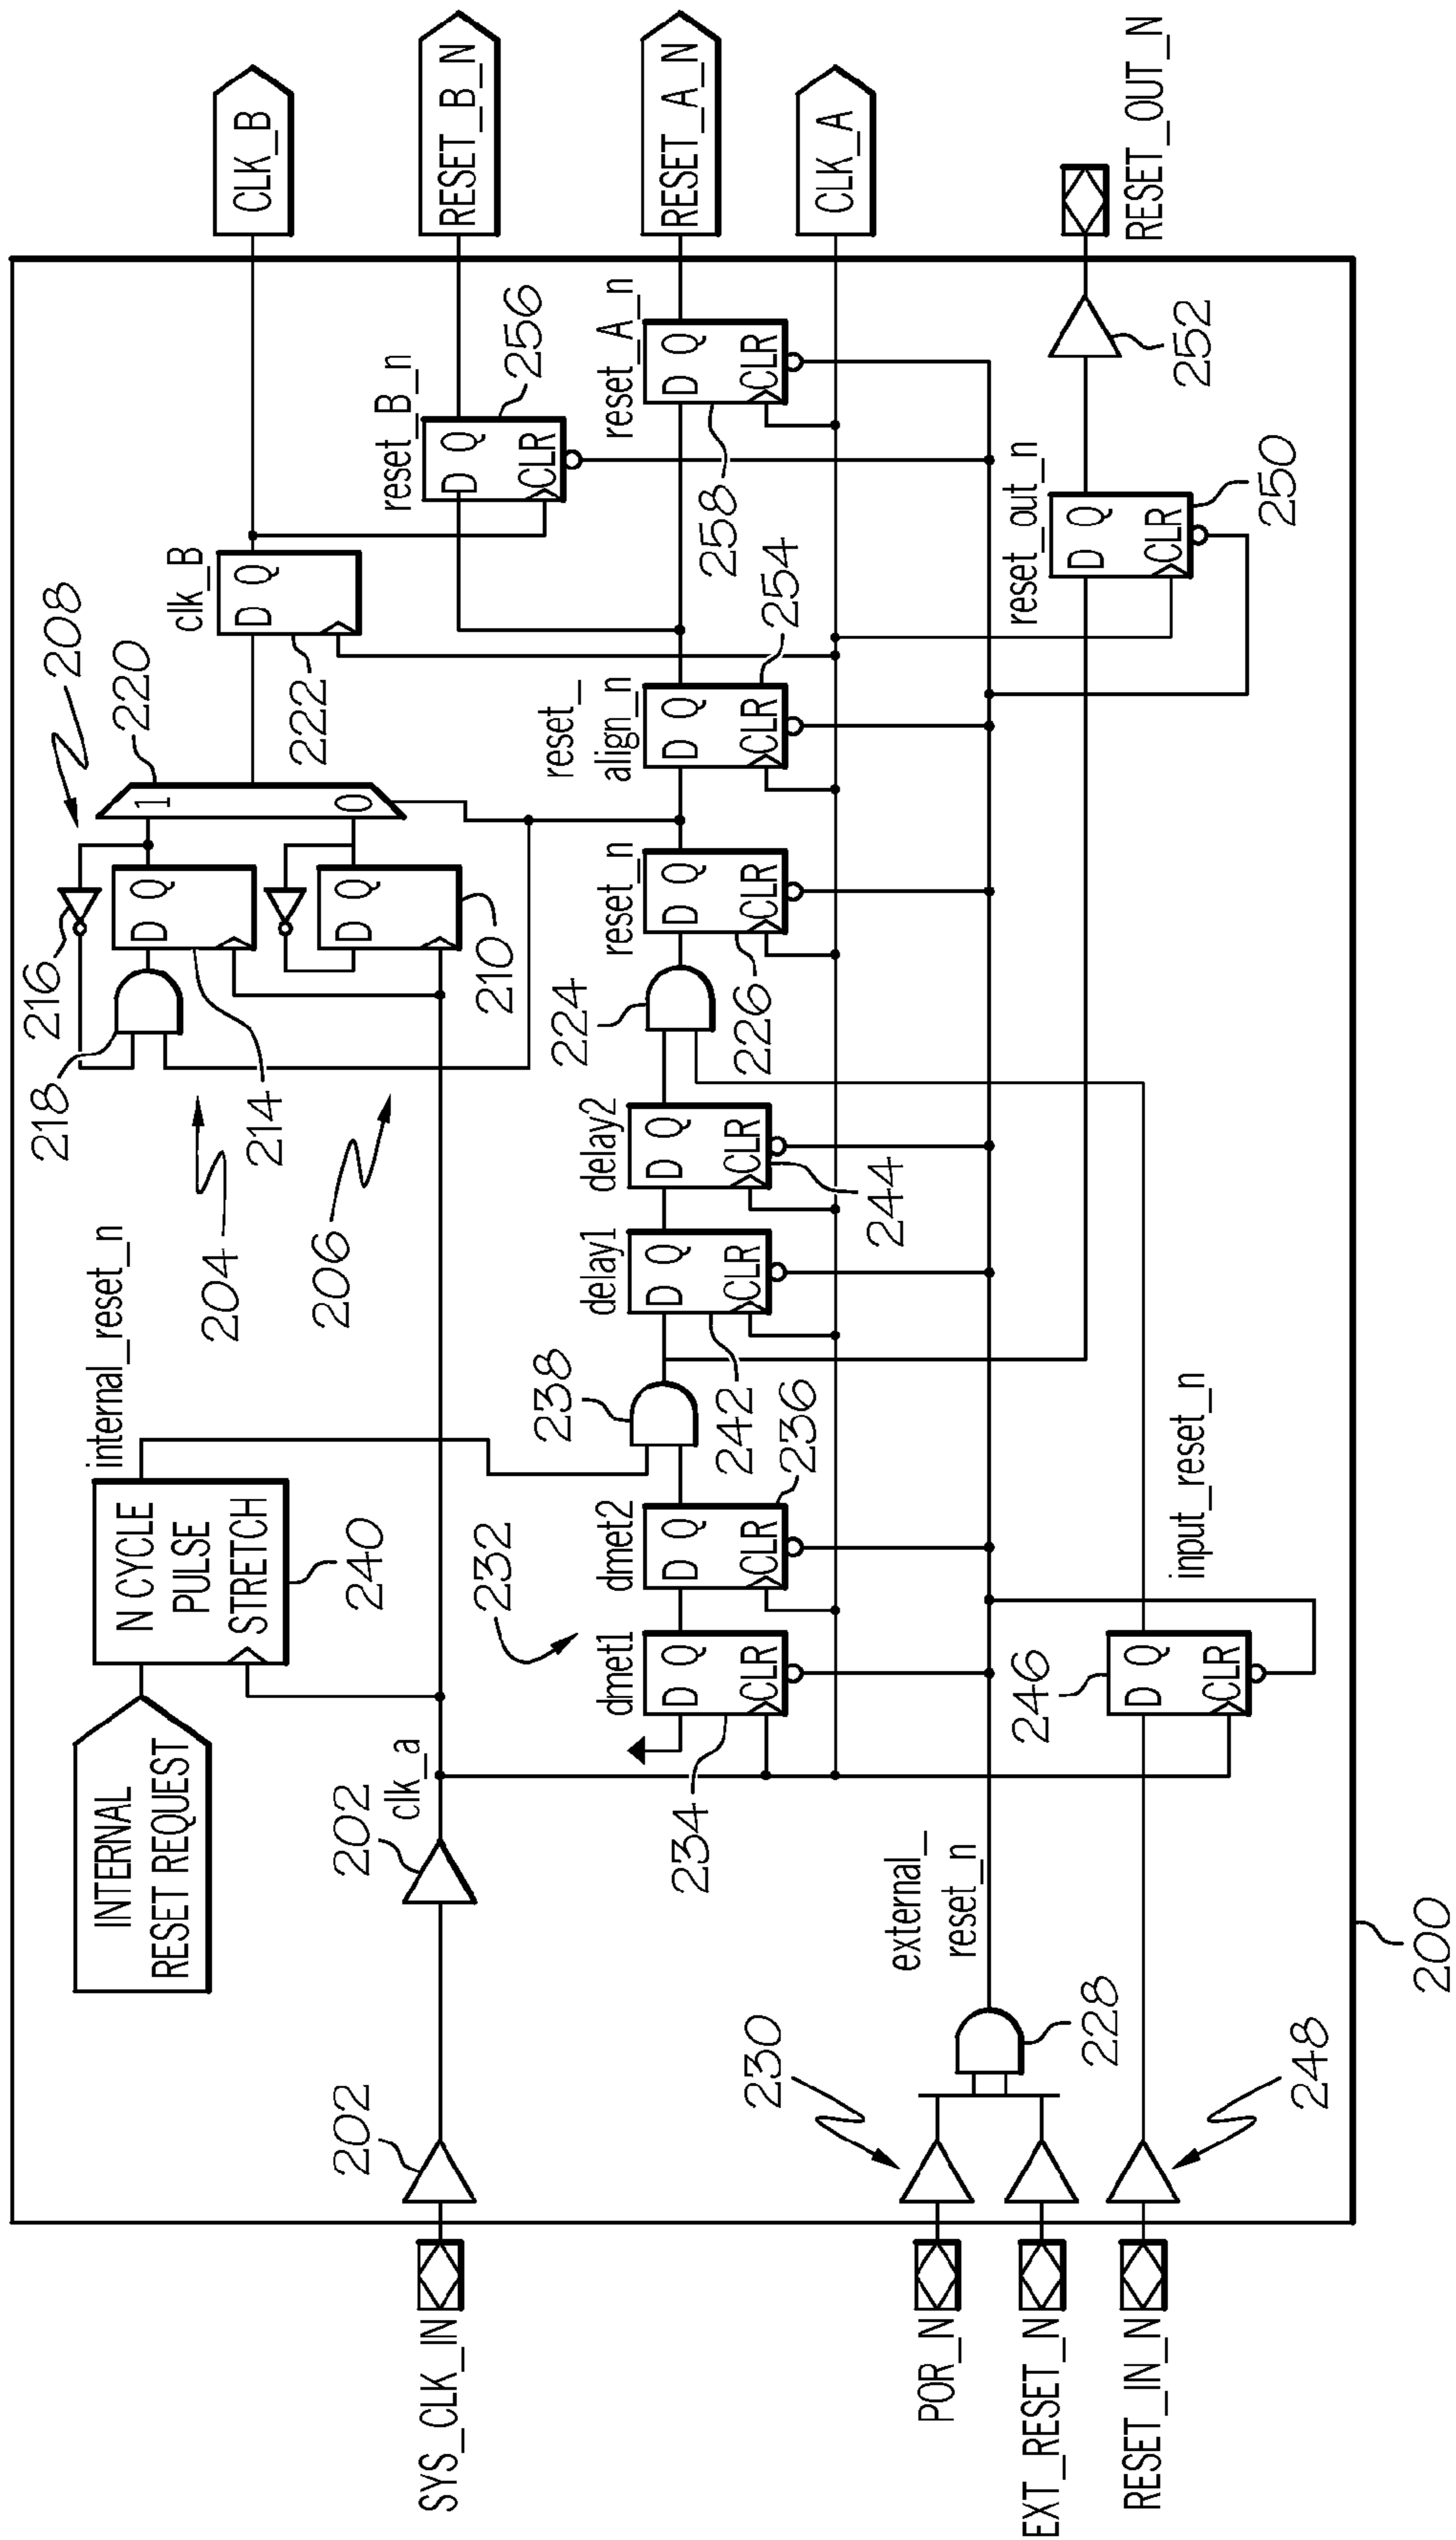 SYS_CLK_IN
POR_N
EXT_RESET_N
RESET_IN_N
INTERNAL
RESET REQUEST
202
202
clk_a
230
228
248
external_
reset_n
200
N CYCLE
PULSE
STRETCH
240
internal_reset_n
232
dmet1
D Q
CLR
234
dmet2
D Q
CLR
236
246
D Q
CLR
input_reset_n
238
delay1
D Q
CLR
242
delay2
D Q
CLR
244
204
206
208
218
216
D Q
214
D Q
210
220
1
0
224
reset_n
D Q
CLR
226
reset_
align_n
D Q
CLR
254
clk_B
D Q
222
reset_B_n
D Q
CLR
256
reset_A_n
D Q
CLR
258
reset_out_n
D Q
CLR
250
252
CLK_B
RESET_B_N
RESET_A_N
CLK_A
RESET_OUT_N